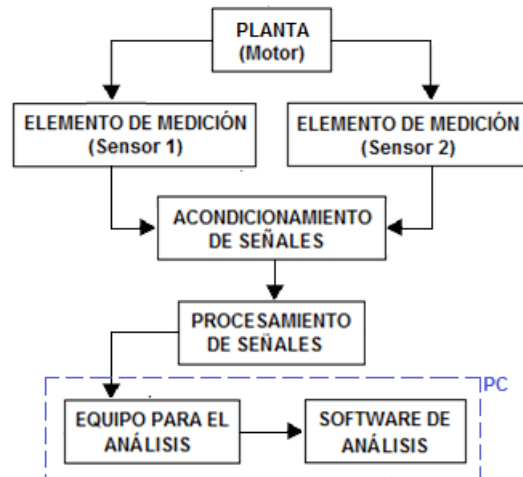 PLANTA
(Motor)
ELEMENTO DE MEDICIÓN
(Sensor 1)
ELEMENTO DE MEDICIÓN
(Sensor 2)
ACONDICIONAMIENTO
DE SEÑALES
PROCESAMIENTO
DE SEÑALES
PC
EQUIPO PARA EL
ANÁLISIS
SOFTWARE DE
ANÁLISIS